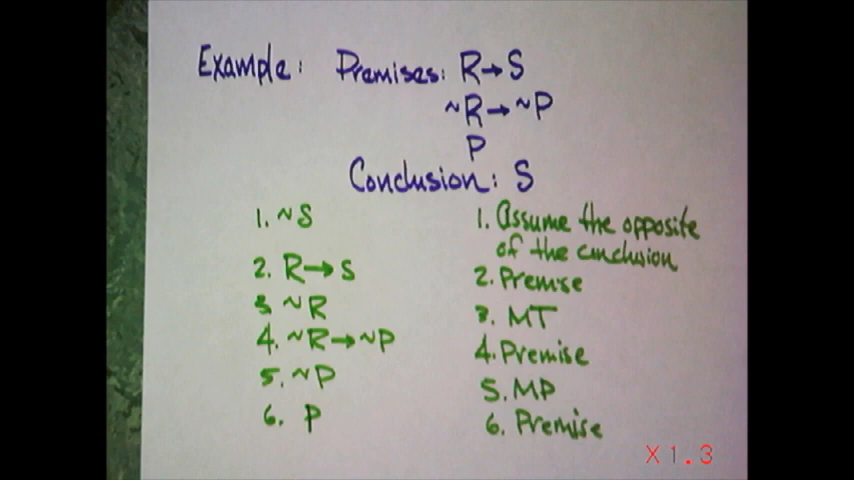 Example: Premises: R→S
~R→~P
P
Conclusion: S
1. ~S 1. Assume the opposite
of the conclusion
2. R→S 2. Premise
3 ~R 3. MT
4. ~R→~P 4. Premise
5. ~P 5. MP
6. P 6. Premise
X1.3